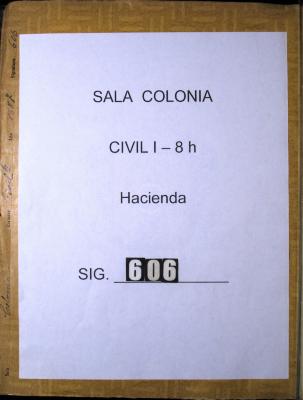 SALA COLONIA
CIVIL I – 8 h
Hacienda
SIG. 606